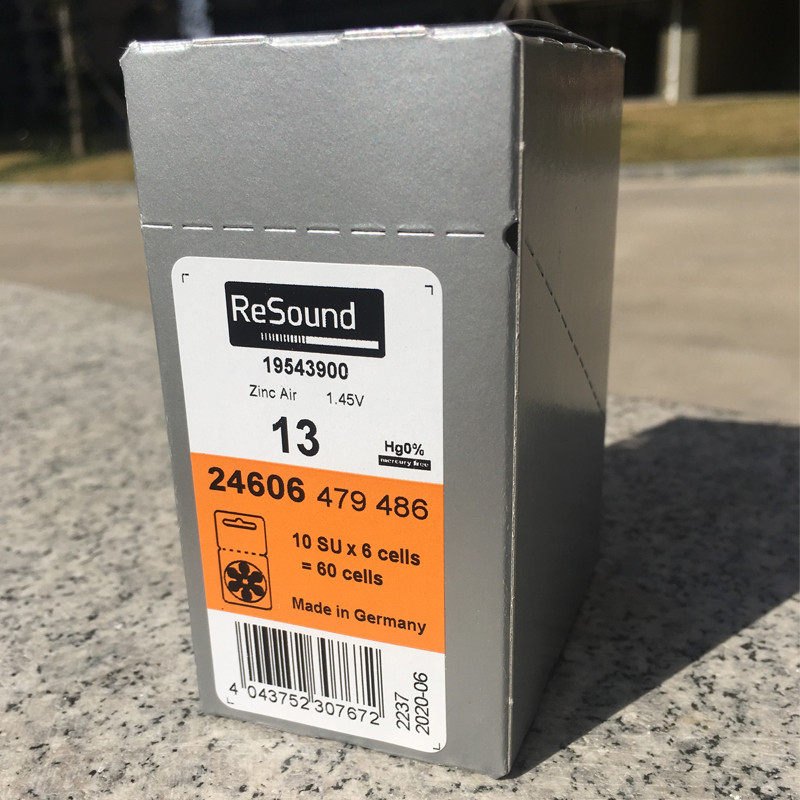 ReSound
19543900
Zinc Air 1.45V
13
Hg0%
mercury free
24606 479 486
10 SU x 6 cells
= 60 cells
Made in Germany
4 043752 307672
2237
2020-06